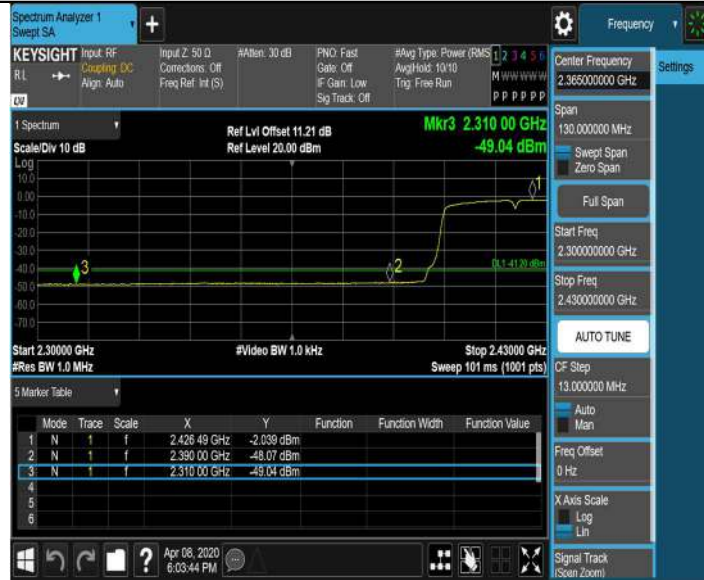 Spectrum Analyzer 1
Swept SA
+
Frequency
KEYSIGHT
Input: RF
Coupling: DC
Align: Auto
Input Z: 50 Ω
Corrections: Off
Freq Ref: Int (S)
#Atten: 30 dB
PNO: Fast
Gate: Off
IF Gain: Low
Sig Track: Off
#Avg Type: Power (RMS
Avg|Hold: 10/10
Trig: Free Run
1 2 3 4 5 6
M W W W W W
P P P P P P
RL
Settings
Center Frequency
2.365000000 GHz
Span
130.000000 MHz
Swept Span
Zero Span
Full Span
Start Freq
2.300000000 GHz
Stop Freq
2.430000000 GHz
AUTO TUNE
CF Step
13.000000 MHz
Auto
Man
Freq Offset
0 Hz
X Axis Scale
Log
Lin
Signal Track
(Span Zoom)
1 Spectrum
Scale/Div 10 dB
Ref Lvl Offset 11.21 dB
Ref Level 20.00 dBm
Mkr3 2.310 00 GHz
-49.04 dBm
Log
10.0
0.00
-10.0
-20.0
-30.0
-40.0
-50.0
-60.0
-70.0
1
2
3
DL1 -41.20 dBm
Start 2.30000 GHz
#Res BW 1.0 MHz
#Video BW 1.0 kHz
Stop 2.43000 GHz
Sweep 101 ms (1001 pts)
5 Marker Table
Mode Trace Scale X Y Function Function Width Function Value
1 N 1 f 2.426 49 GHz -2.039 dBm
2 N 1 f 2.390 00 GHz -48.07 dBm
3 N 1 f 2.310 00 GHz -49.04 dBm
4
5
6
?
Apr 08, 2020
6:03:44 PM